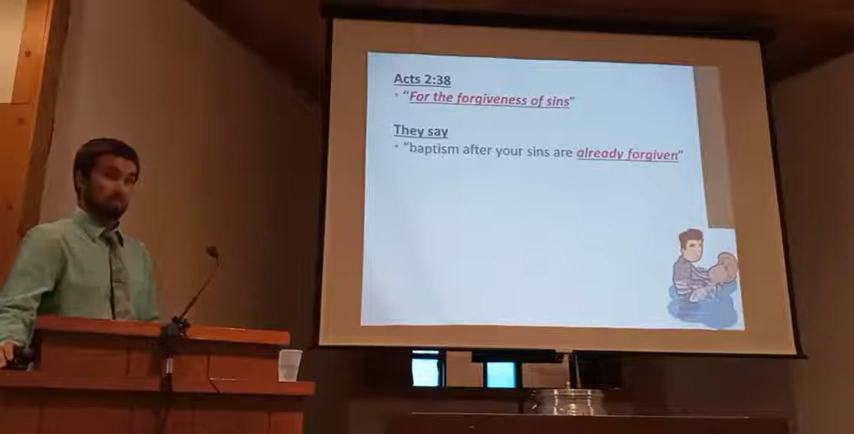 Acts 2:38
• "For the forgiveness of sins"
They say
• "baptism after your sins are already forgiven"